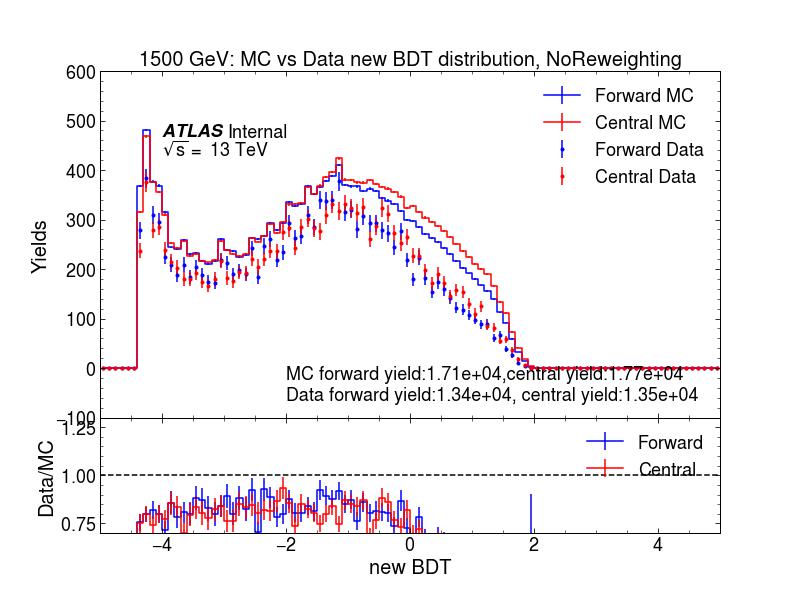 1500 GeV: MC vs Data new BDT distribution, NoReweighting
600
500
400
300
200
100
0
−100
Yields
ATLAS Internal
√s = 13 TeV
Forward MC
Central MC
Forward Data
Central Data
MC forward yield:1.71e+04,central yield:1.77e+04
Data forward yield:1.34e+04, central yield:1.35e+04
1.25
1.00
0.75
Data/MC
Forward
Central
−4 −2 0 2 4
new BDT